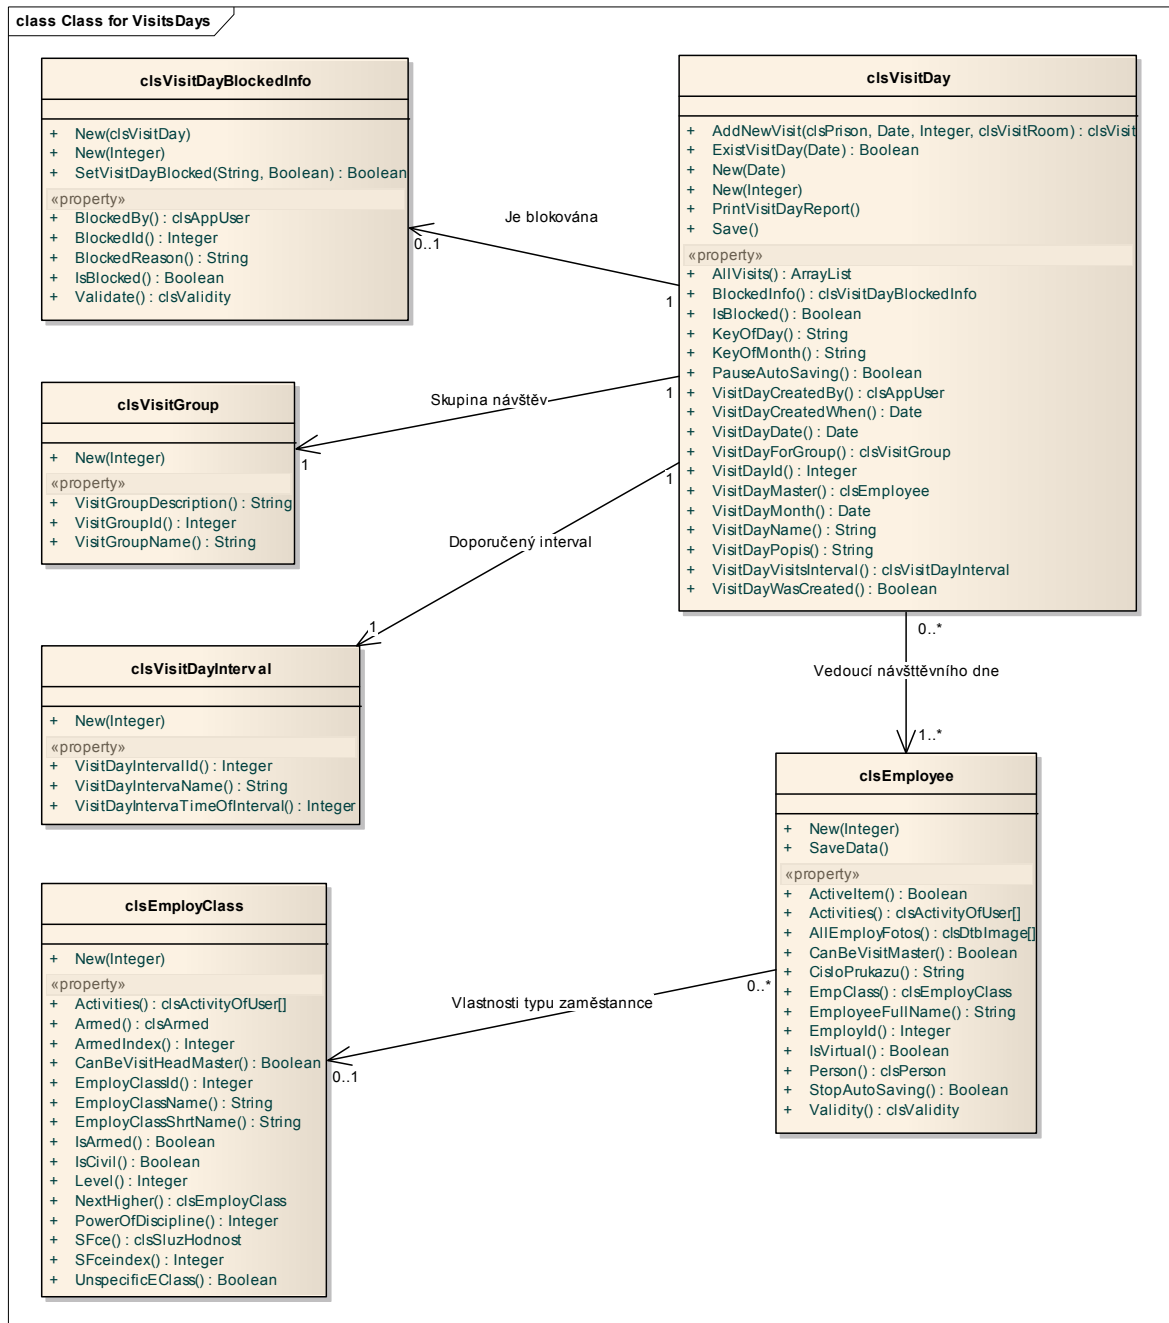 class Class for VisitsDays
clsVisitDayBlockedInfo
+ New(clsVisitDay)
+ New(Integer)
+ SetVisitDayBlocked(String, Boolean) : Boolean
«property»
+ BlockedBy() : clsAppUser
+ BlockedId() : Integer
+ BlockedReason() : String
+ IsBlocked() : Boolean
+ Validate() : clsValidity
clsVisitDay
+ AddNewVisit(clsPrison, Date, Integer, clsVisitRoom) : clsVisit
+ ExistVisitDay(Date) : Boolean
+ New(Date)
+ New(Integer)
+ PrintVisitDayReport()
+ Save()
«property»
+ AllVisits() : ArrayList
+ BlockedInfo() : clsVisitDayBlockedInfo
+ IsBlocked() : Boolean
+ KeyOfDay() : String
+ KeyOfMonth() : String
+ PauseAutoSaving() : Boolean
+ VisitDayCreatedBy() : clsAppUser
+ VisitDayCreatedWhen() : Date
+ VisitDayDate() : Date
+ VisitDayForGroup() : clsVisitGroup
+ VisitDayId() : Integer
+ VisitDayMaster() : clsEmployee
+ VisitDayMonth() : Date
+ VisitDayName() : String
+ VisitDayPopis() : String
+ VisitDayVisitsInterval() : clsVisitDayInterval
+ VisitDayWasCreated() : Boolean
Je blokována
0..1
1
clsVisitGroup
+ New(Integer)
«property»
+ VisitGroupDescription() : String
+ VisitGroupId() : Integer
+ VisitGroupName() : String
Skupina návštěv
1
1
Doporučený interval
1
1
clsVisitDayInterval
+ New(Integer)
«property»
+ VisitDayIntervalId() : Integer
+ VisitDayIntervaName() : String
+ VisitDayIntervaTimeOfInterval() : Integer
0..*
Vedoucí návšttěvního dne
1..*
clsEmployee
+ New(Integer)
+ SaveData()
«property»
+ ActiveItem() : Boolean
+ Activities() : clsActivityOfUser[]
+ AllEmployFotos() : clsDtbImage[]
+ CanBeVisitMaster() : Boolean
+ CisloPrukazu() : String
+ EmpClass() : clsEmployClass
+ EmployeeFullName() : String
+ EmployId() : Integer
+ IsVirtual() : Boolean
+ Person() : clsPerson
+ StopAutoSaving() : Boolean
+ Validity() : clsValidity
Vlastnosti typu zaměstannce
0..*
0..1
clsEmployClass
+ New(Integer)
«property»
+ Activities() : clsActivityOfUser[]
+ Armed() : clsArmed
+ ArmedIndex() : Integer
+ CanBeVisitHeadMaster() : Boolean
+ EmployClassId() : Integer
+ EmployClassName() : String
+ EmployClassShrtName() : String
+ IsArmed() : Boolean
+ IsCivil() : Boolean
+ Level() : Integer
+ NextHigher() : clsEmployClass
+ PowerOfDiscipline() : Integer
+ SFce() : clsSluzHodnost
+ SFceindex() : Integer
+ UnspecificEClass() : Boolean